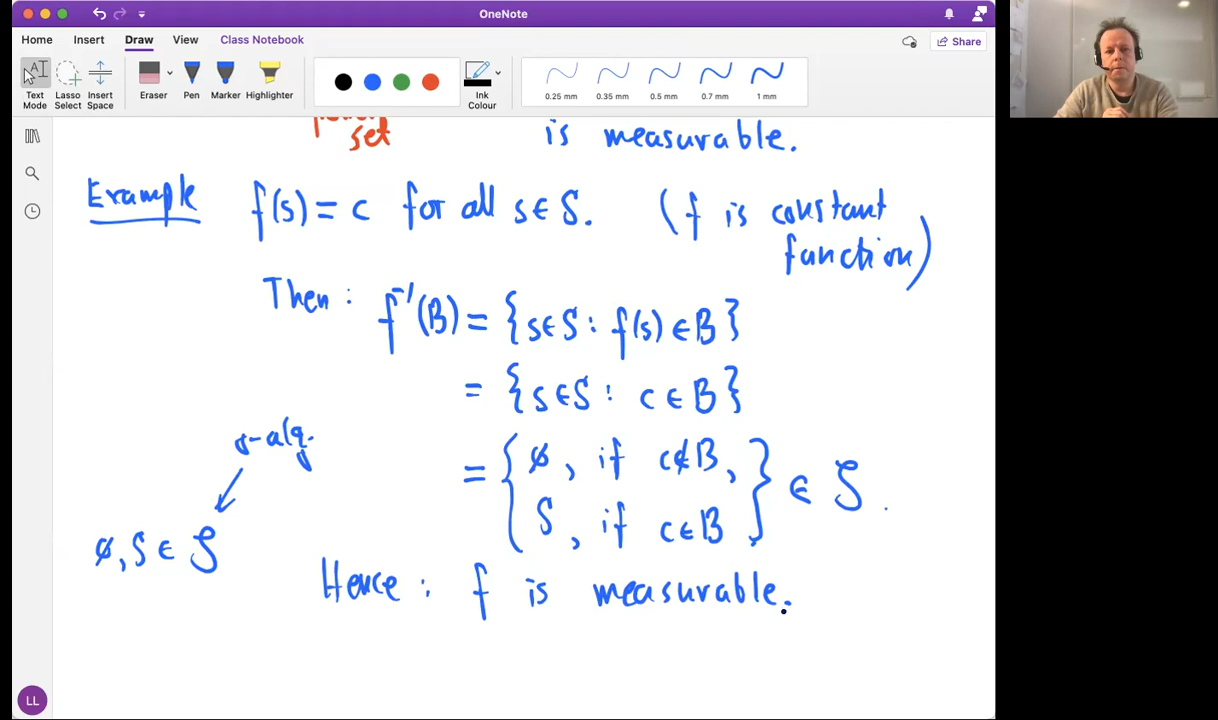 OneNote
Home Insert Draw View Class Notebook
Share
Text Mode
Lasso Select
Insert Space
Eraser
Pen
Marker
Highlighter
Ink Colour
0.25 mm 0.35 mm 0.5 mm 0.7 mm 1 mm
set
is measurable.
Example f(s) = c for all s ∈ S. (f is constant
function)
Then : f⁻¹(B) = {s ∈ S : f(s) ∈ B}
= {s ∈ S : c ∈ B}
σ-alg.
= { ∅, if c ∉ B,
S, if c ∈ B } ∈ 𝒮.
∅, S ∈ 𝒮
Hence : f is measurable.
LL